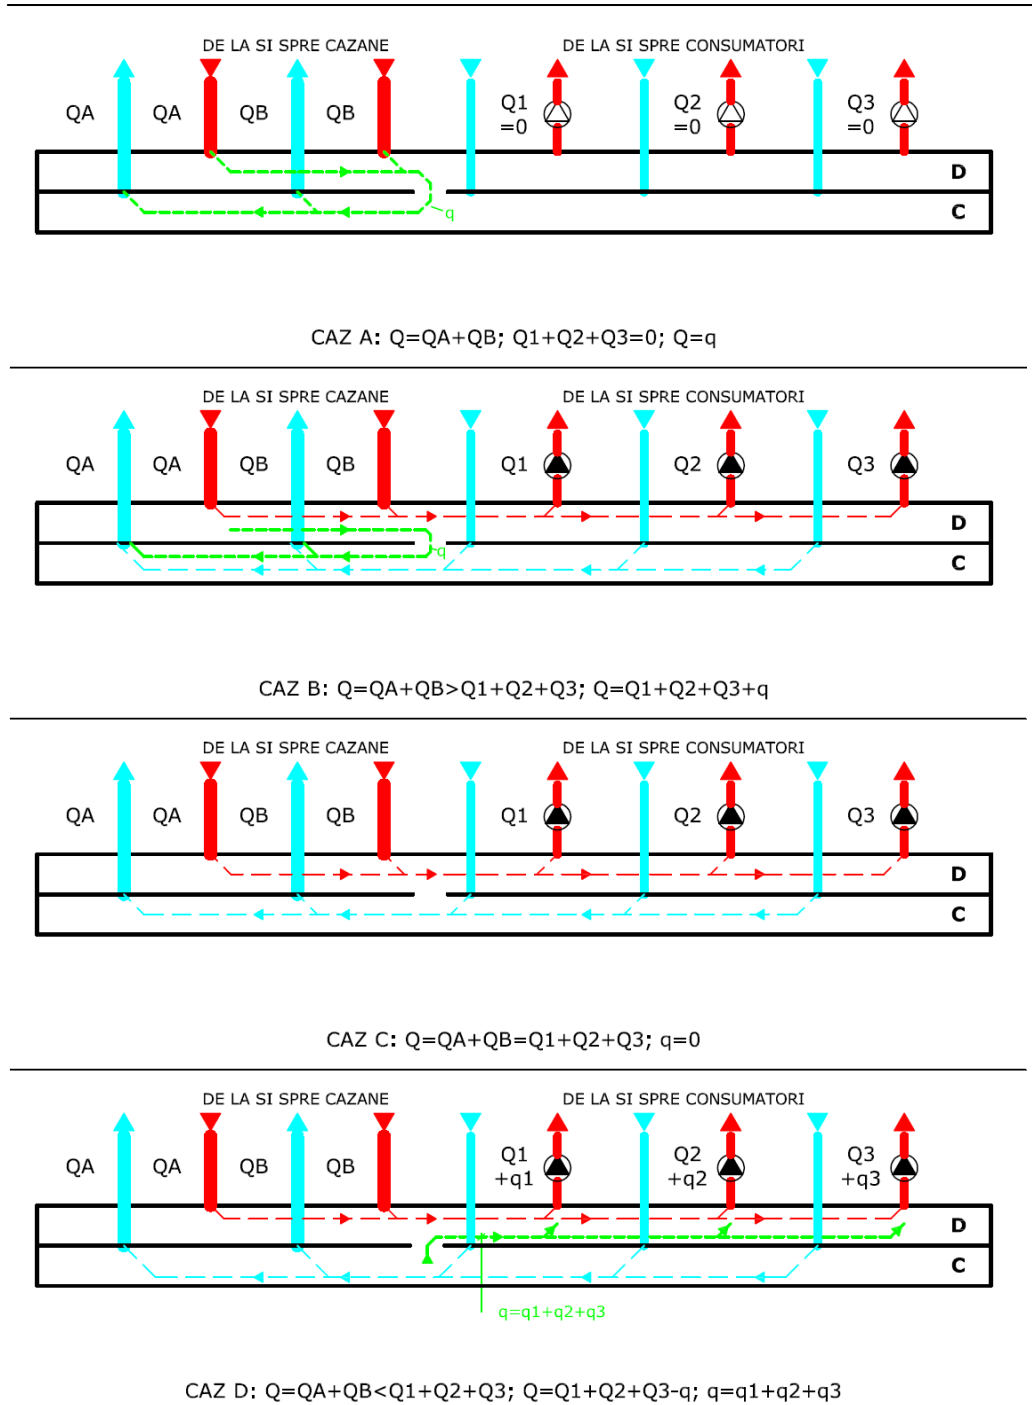 DE LA SI SPRE CAZANE DE LA SI SPRE CONSUMATORI
QA QA QB QB Q1 =0 Q2 =0 Q3 =0
D
C
q
CAZ A: Q=QA+QB; Q1+Q2+Q3=0; Q=q
DE LA SI SPRE CAZANE DE LA SI SPRE CONSUMATORI
QA QA QB QB Q1 Q2 Q3
D
q
C
CAZ B: Q=QA+QB>Q1+Q2+Q3; Q=Q1+Q2+Q3+q
DE LA SI SPRE CAZANE DE LA SI SPRE CONSUMATORI
QA QA QB QB Q1 Q2 Q3
D
C
CAZ C: Q=QA+QB=Q1+Q2+Q3; q=0
DE LA SI SPRE CAZANE DE LA SI SPRE CONSUMATORI
QA QA QB QB Q1 +q1 Q2 +q2 Q3 +q3
D
C
q=q1+q2+q3
CAZ D: Q=QA+QB<Q1+Q2+Q3; Q=Q1+Q2+Q3-q; q=q1+q2+q3